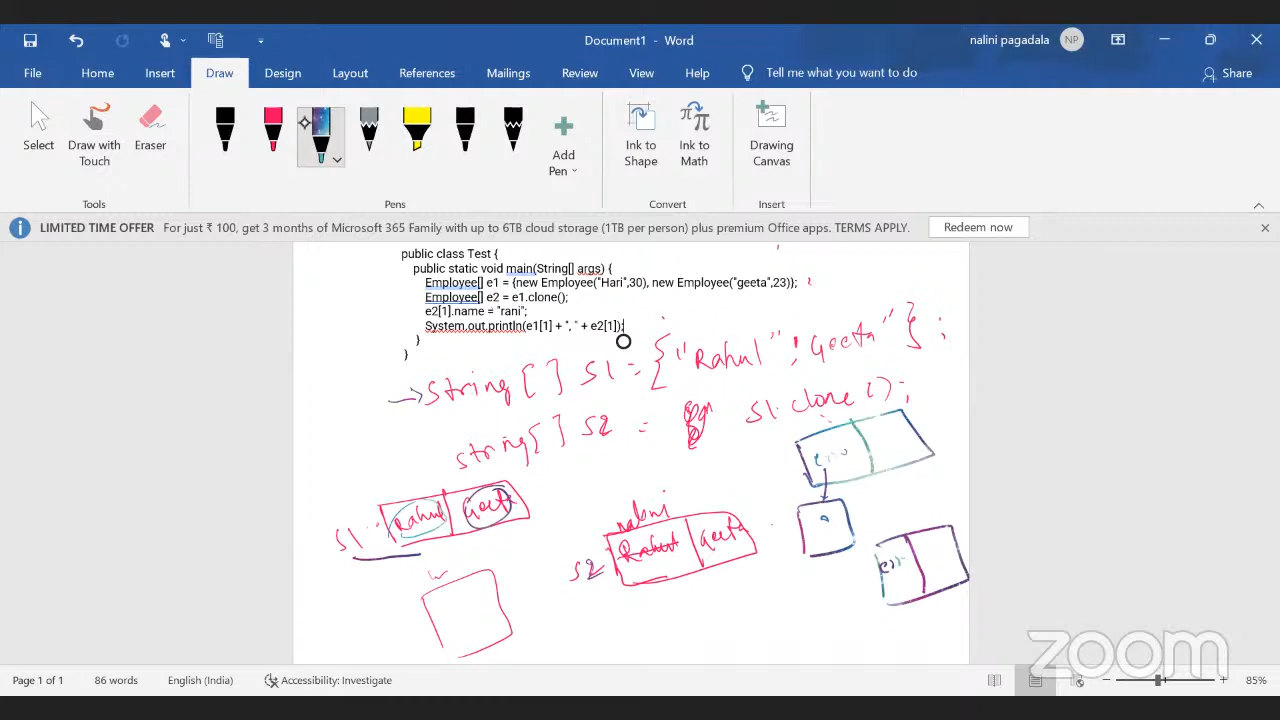 Document1 - Word
nalini pagadala NP
File Home Insert Draw Design Layout References Mailings Review View Help Tell me what you want to do Share
Select Draw with Touch Eraser Add Pen Ink to Shape Ink to Math Drawing Canvas
Tools Pens Convert Insert
LIMITED TIME OFFER For just ₹ 100, get 3 months of Microsoft 365 Family with up to 6TB cloud storage (1TB per person) plus premium Office apps. TERMS APPLY. Redeem now
public class Test {
public static void main(String[] args) {
Employee[] e1 = {new Employee("Hari",30), new Employee("geeta",23)};
Employee[] e2 = e1.clone();
e2[1].name = "rani";
System.out.println(e1[1] + ", " + e2[1]);
}
}
String [ ] S1 = { "Rahul" ; Geeta" } ;
string[ ] S2 = S1.clone ( ) ;
S1 Rahul Geeta
nalini
S2 Rahul Geeta
zoom
Page 1 of 1 86 words English (India) Accessibility: Investigate 85%